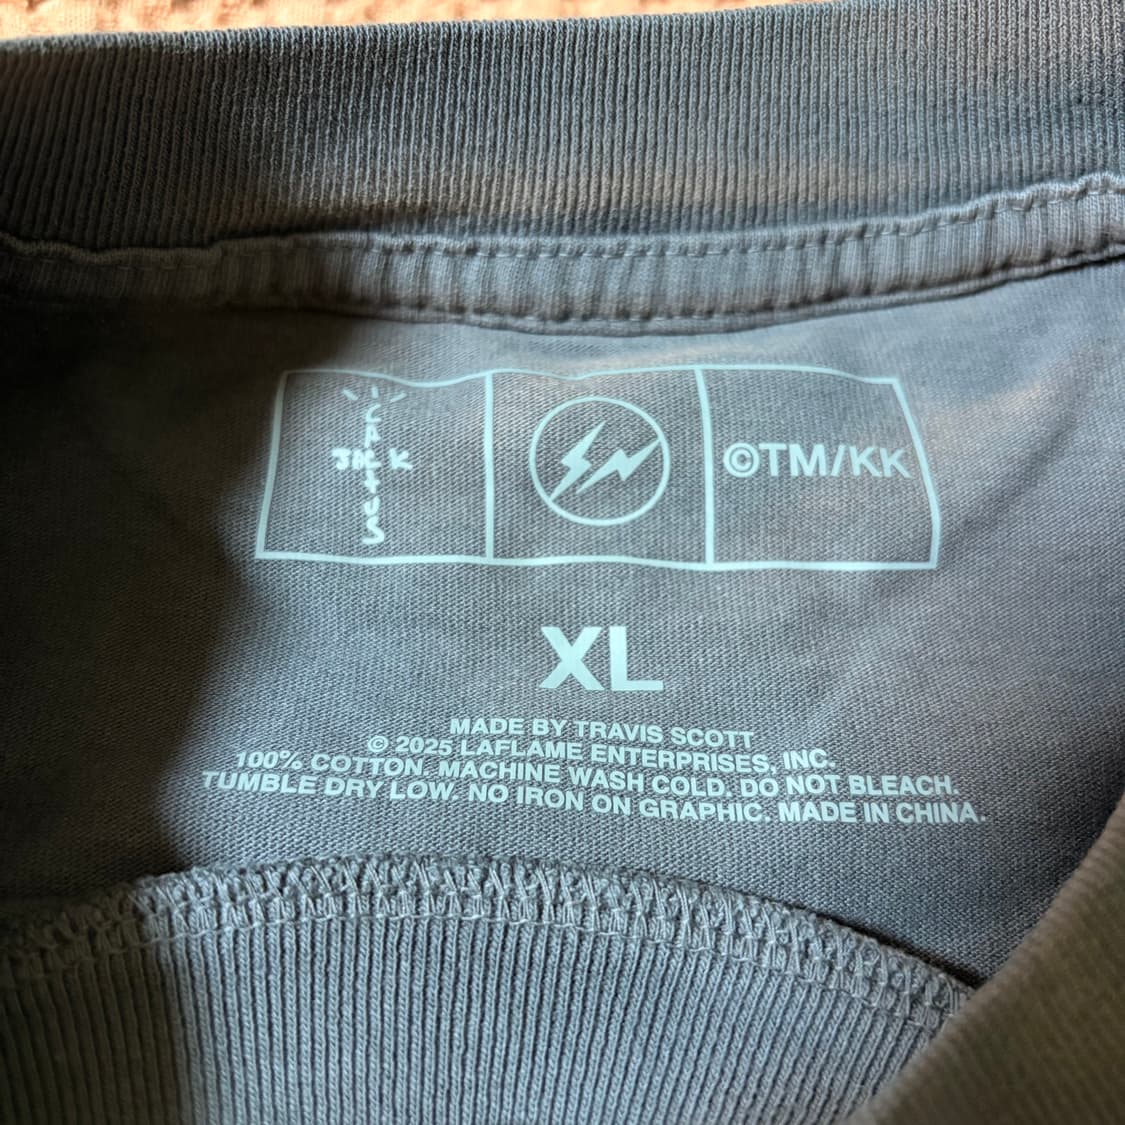 CACTUS
JACK
©TM/KK
XL
MADE BY TRAVIS SCOTT
© 2025 LAFLAME ENTERPRISES, INC.
100% COTTON. MACHINE WASH COLD. DO NOT BLEACH.
TUMBLE DRY LOW. NO IRON ON GRAPHIC. MADE IN CHINA.